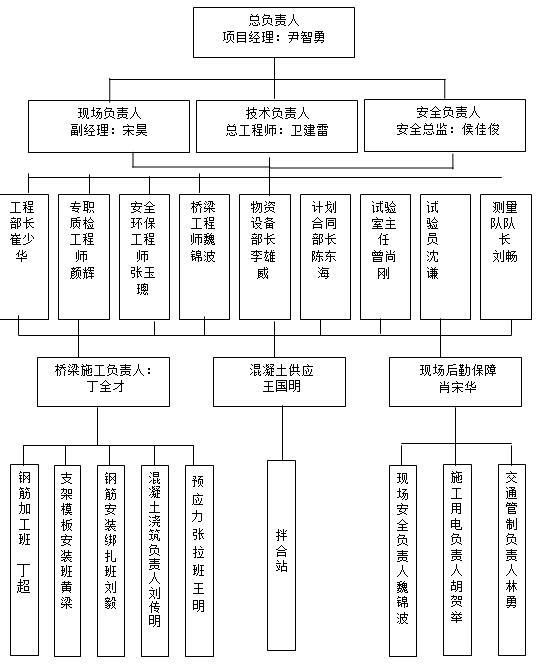 总负责人
项目经理：尹智勇
现场负责人
副经理：宋昊
技术负责人
总工程师：卫建雷
安全负责人
安全总监：侯佳俊
工程
部长
崔少
华
专职
质检
工程
师
颜辉
安全
环保
工程
师
张玉
璁
桥梁
工程
师魏
锦波
物资
设备
部长
李雄
威
计划
合同
部长
陈东
海
试验
室主
任
曾尚
刚
试
验
员
沈
谦
测量
队队
长
刘畅
桥梁施工负责人：
丁全才
混凝土供应
王国明
现场后勤保障
肖宋华
钢筋加工班 丁超
支架模板安装班黄梁
钢筋安装绑扎班刘毅
混凝土浇筑负责人刘传明
预应力张拉班王明
拌合站
现场安全负责人魏锦波
施工用电负责人胡贺举
交通管制负责人林勇